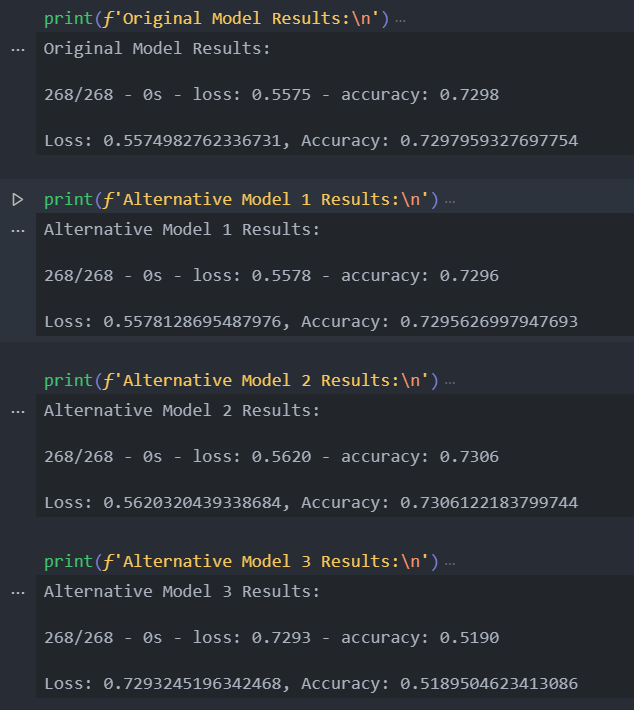 print(f'Original Model Results:\n') ...
Original Model Results:
268/268 - 0s - loss: 0.5575 - accuracy: 0.7298
Loss: 0.5574982762336731, Accuracy: 0.7297959327697754
print(f'Alternative Model 1 Results:\n') ...
Alternative Model 1 Results:
268/268 - 0s - loss: 0.5578 - accuracy: 0.7296
Loss: 0.5578128695487976, Accuracy: 0.7295626997947693
print(f'Alternative Model 2 Results:\n') ...
Alternative Model 2 Results:
268/268 - 0s - loss: 0.5620 - accuracy: 0.7306
Loss: 0.5620320439338684, Accuracy: 0.7306122183799744
print(f'Alternative Model 3 Results:\n') ...
Alternative Model 3 Results:
268/268 - 0s - loss: 0.7293 - accuracy: 0.5190
Loss: 0.7293245196342468, Accuracy: 0.5189504623413086